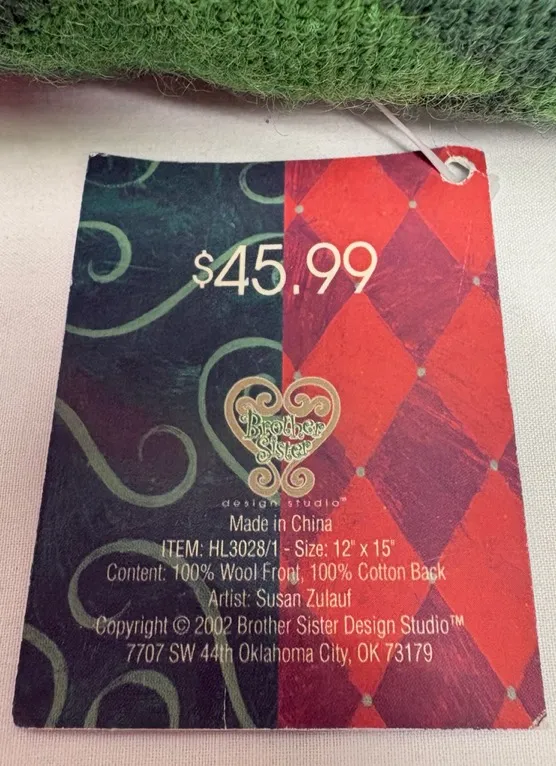 $45.99
Brother
Sister
design studio™
Made in China
ITEM: HL3028/1 - Size: 12" x 15"
Content: 100% Wool Front, 100% Cotton Back
Artist: Susan Zulauf
Copyright © 2002 Brother Sister Design Studio™
7707 SW 44th Oklahoma City, OK 73179